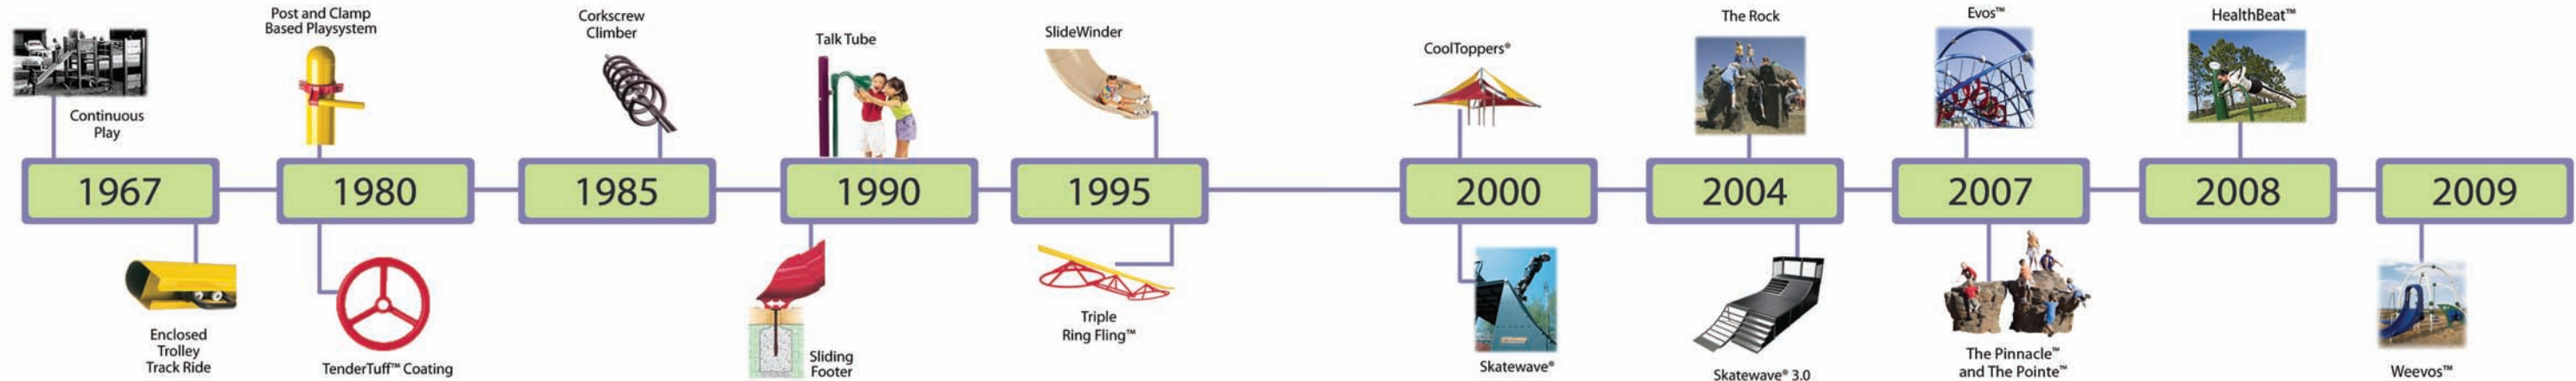 Continuous
Play
Post and Clamp
Based Playsystem
Corkscrew
Climber
Talk Tube
SlideWinder
CoolToppers®
The Rock
Evos™
HealthBeat™
1967
1980
1985
1990
1995
2000
2004
2007
2008
2009
Enclosed
Trolley
Track Ride
TenderTuff™ Coating
Sliding
Footer
Triple
Ring Fling™
Skatewave®
Skatewave® 3.0
The Pinnacle™
and The Pointe™
Weevos™